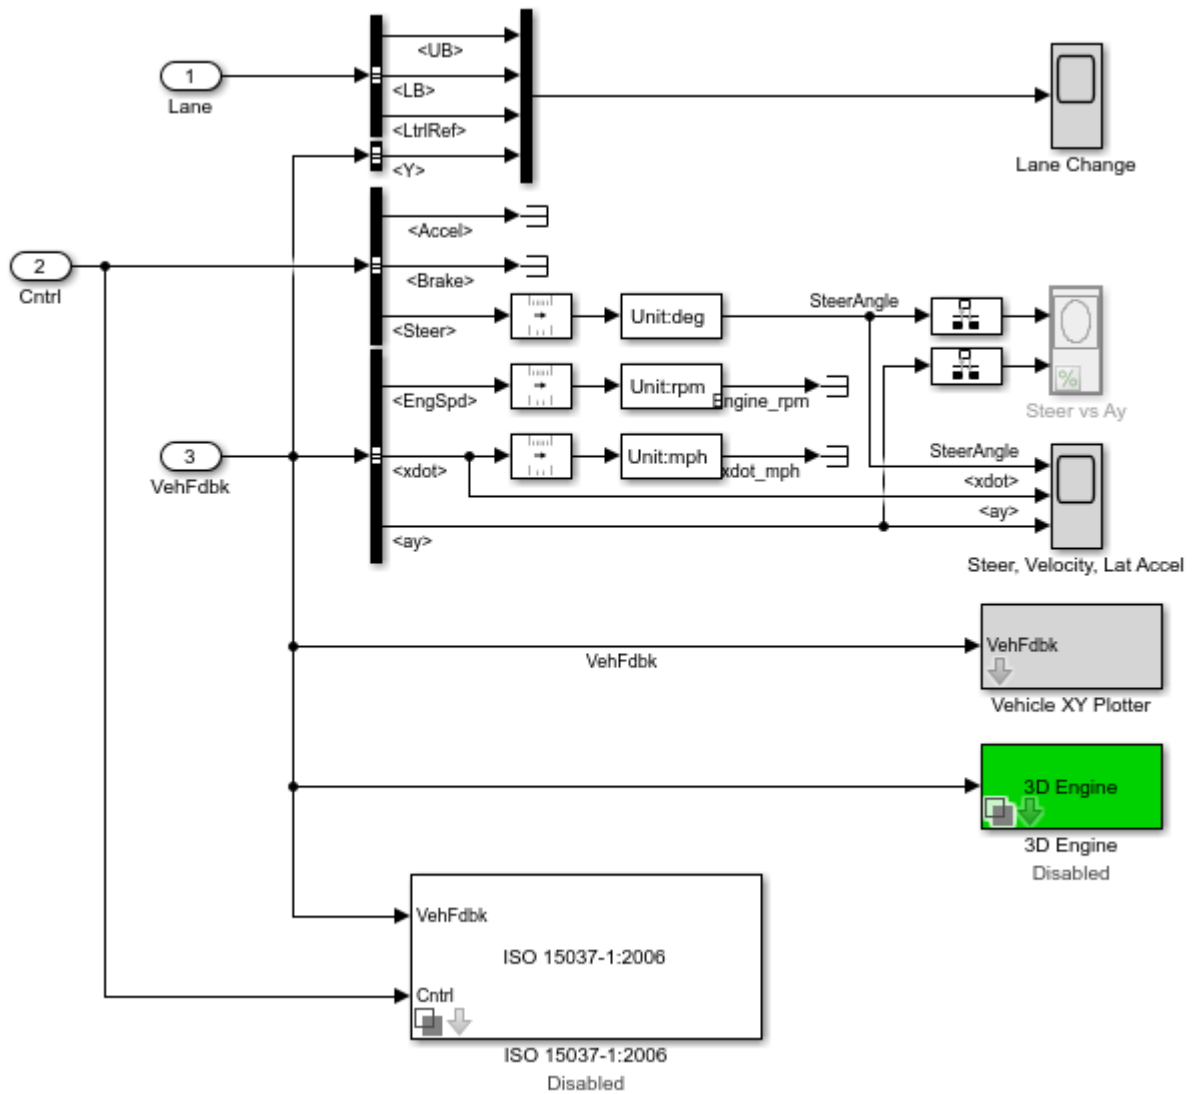 <UB>
1
<LB>
Lane
<LtrlRef>
<Y>
Lane Change
<Accel>
2
<Brake>
Cntrl
SteerAngle
Unit:deg
<Steer>
%
Unit:rpm
<EngSpd>
Engine_rpm
Steer vs Ay
3
Unit:mph
SteerAngle
VehFdbk
<xdot>
xdot_mph
<xdot>
<ay>
<ay>
Steer, Velocity, Lat Accel
VehFdbk
VehFdbk
Vehicle XY Plotter
3D Engine
3D Engine
Disabled
VehFdbk
ISO 15037-1:2006
Cntrl
ISO 15037-1:2006
Disabled